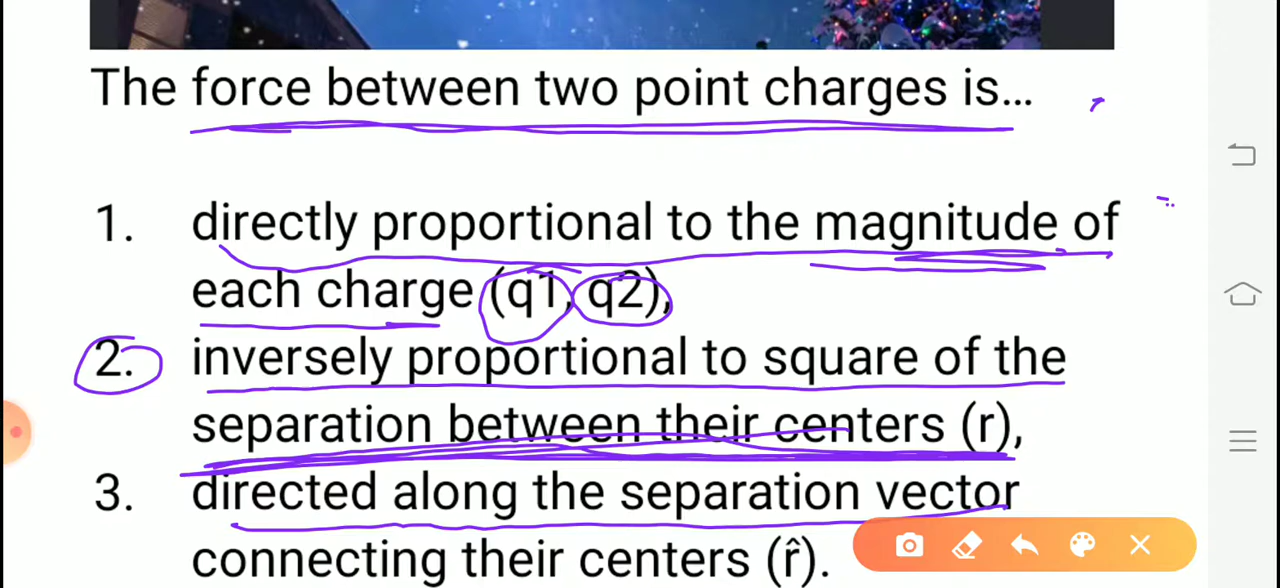 The force between two point charges is...
1. directly proportional to the magnitude of
each charge (q1, q2),
2. inversely proportional to square of the
separation between their centers (r),
3. directed along the separation vector
connecting their centers (r̂).